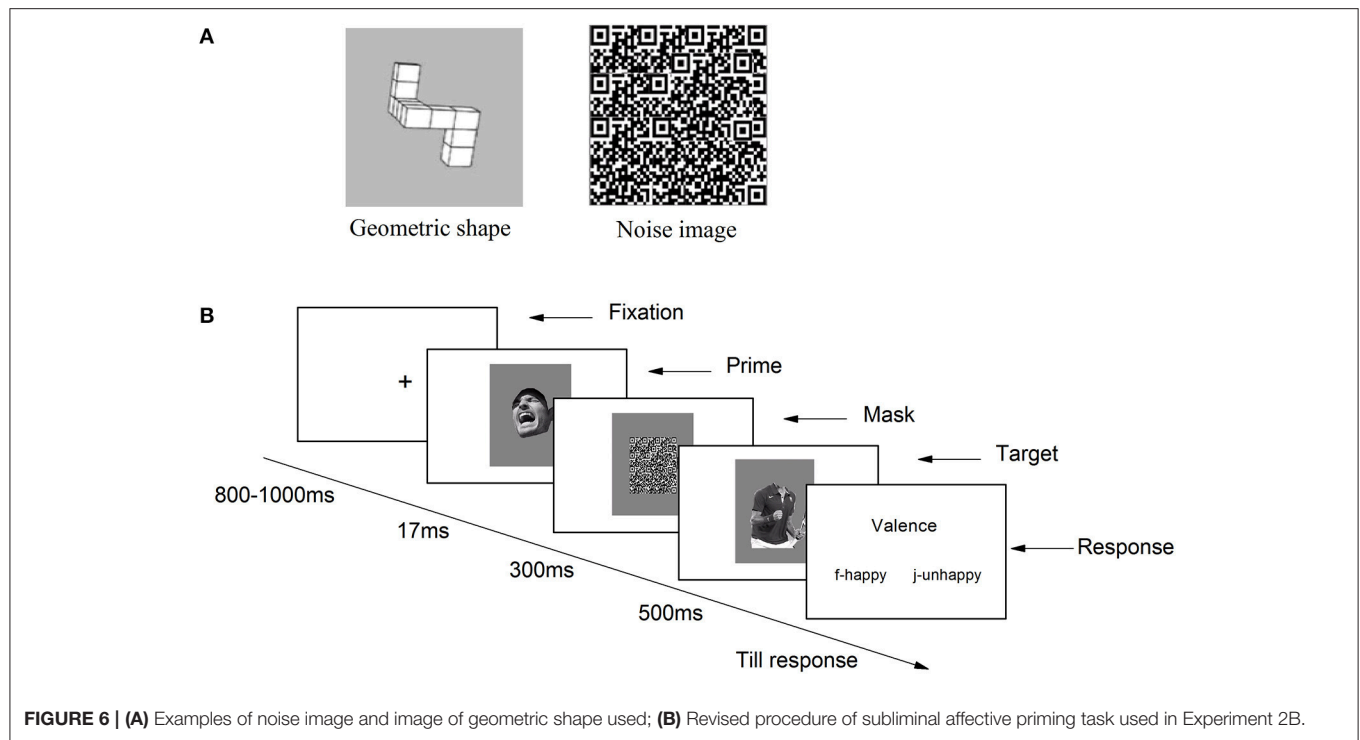 A
Geometric shape
Noise image
B
Fixation
+
Prime
Mask
Target
Valence
f-happy j-unhappy
Response
800-1000ms
17ms
300ms
500ms
Till response
FIGURE 6 | (A) Examples of noise image and image of geometric shape used; (B) Revised procedure of subliminal affective priming task used in Experiment 2B.